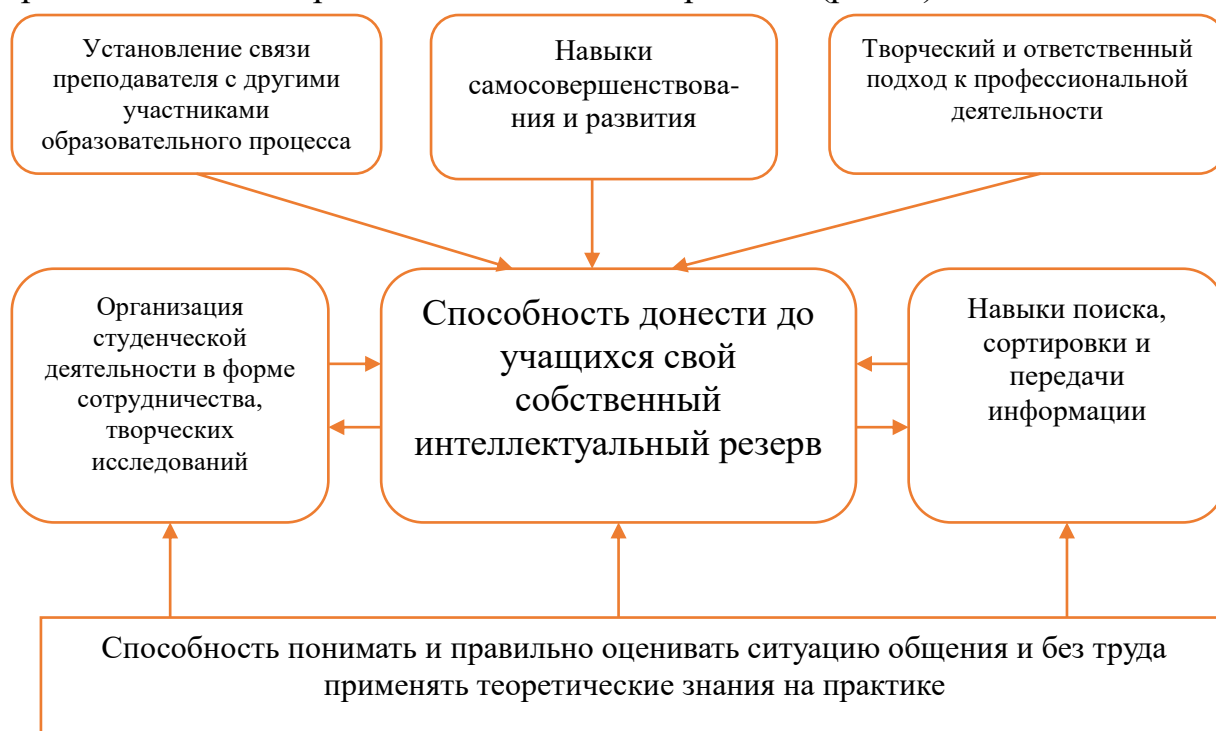 Установление связи
преподавателя с другими
участниками
образовательного процесса
Навыки
самосовершенствова-
ния и развития
Творческий и ответственный
подход к профессиональной
деятельности
Организация
студенческой
деятельности в форме
сотрудничества,
творческих
исследований
Способность донести до
учащихся свой
собственный
интеллектуальный резерв
Навыки поиска,
сортировки и
передачи
информации
Способность понимать и правильно оценивать ситуацию общения и без труда
применять теоретические знания на практике